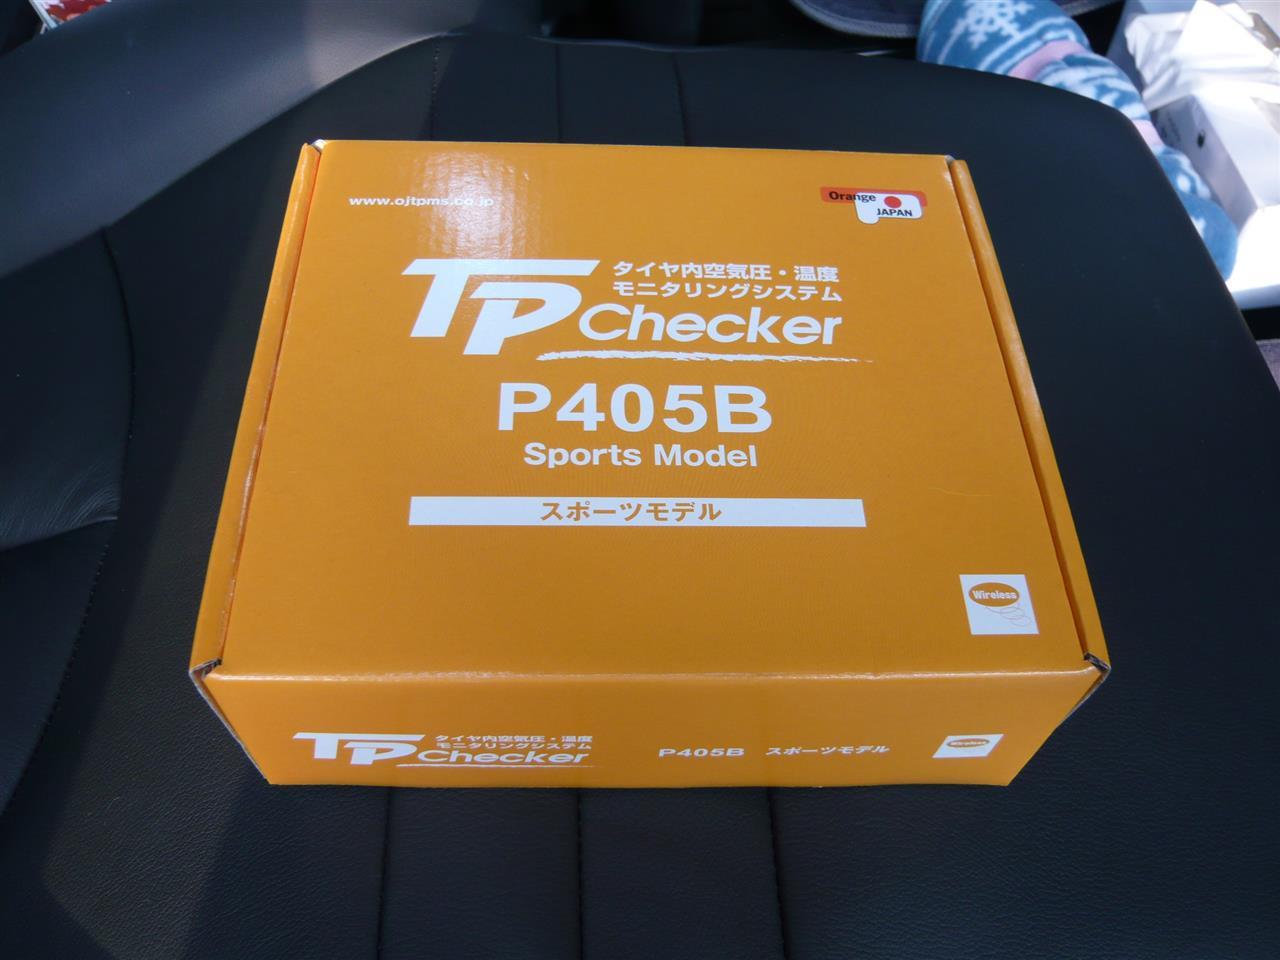 www.ojtpms.co.jp
Orange
JAPAN
タイヤ内空気圧・温度
モニタリングシステム
TP Checker
P405B
Sports Model
スポーツモデル
Wireless
タイヤ内空気圧・温度
モニタリングシステム
TP Checker
P405B スポーツモデル
Wireless